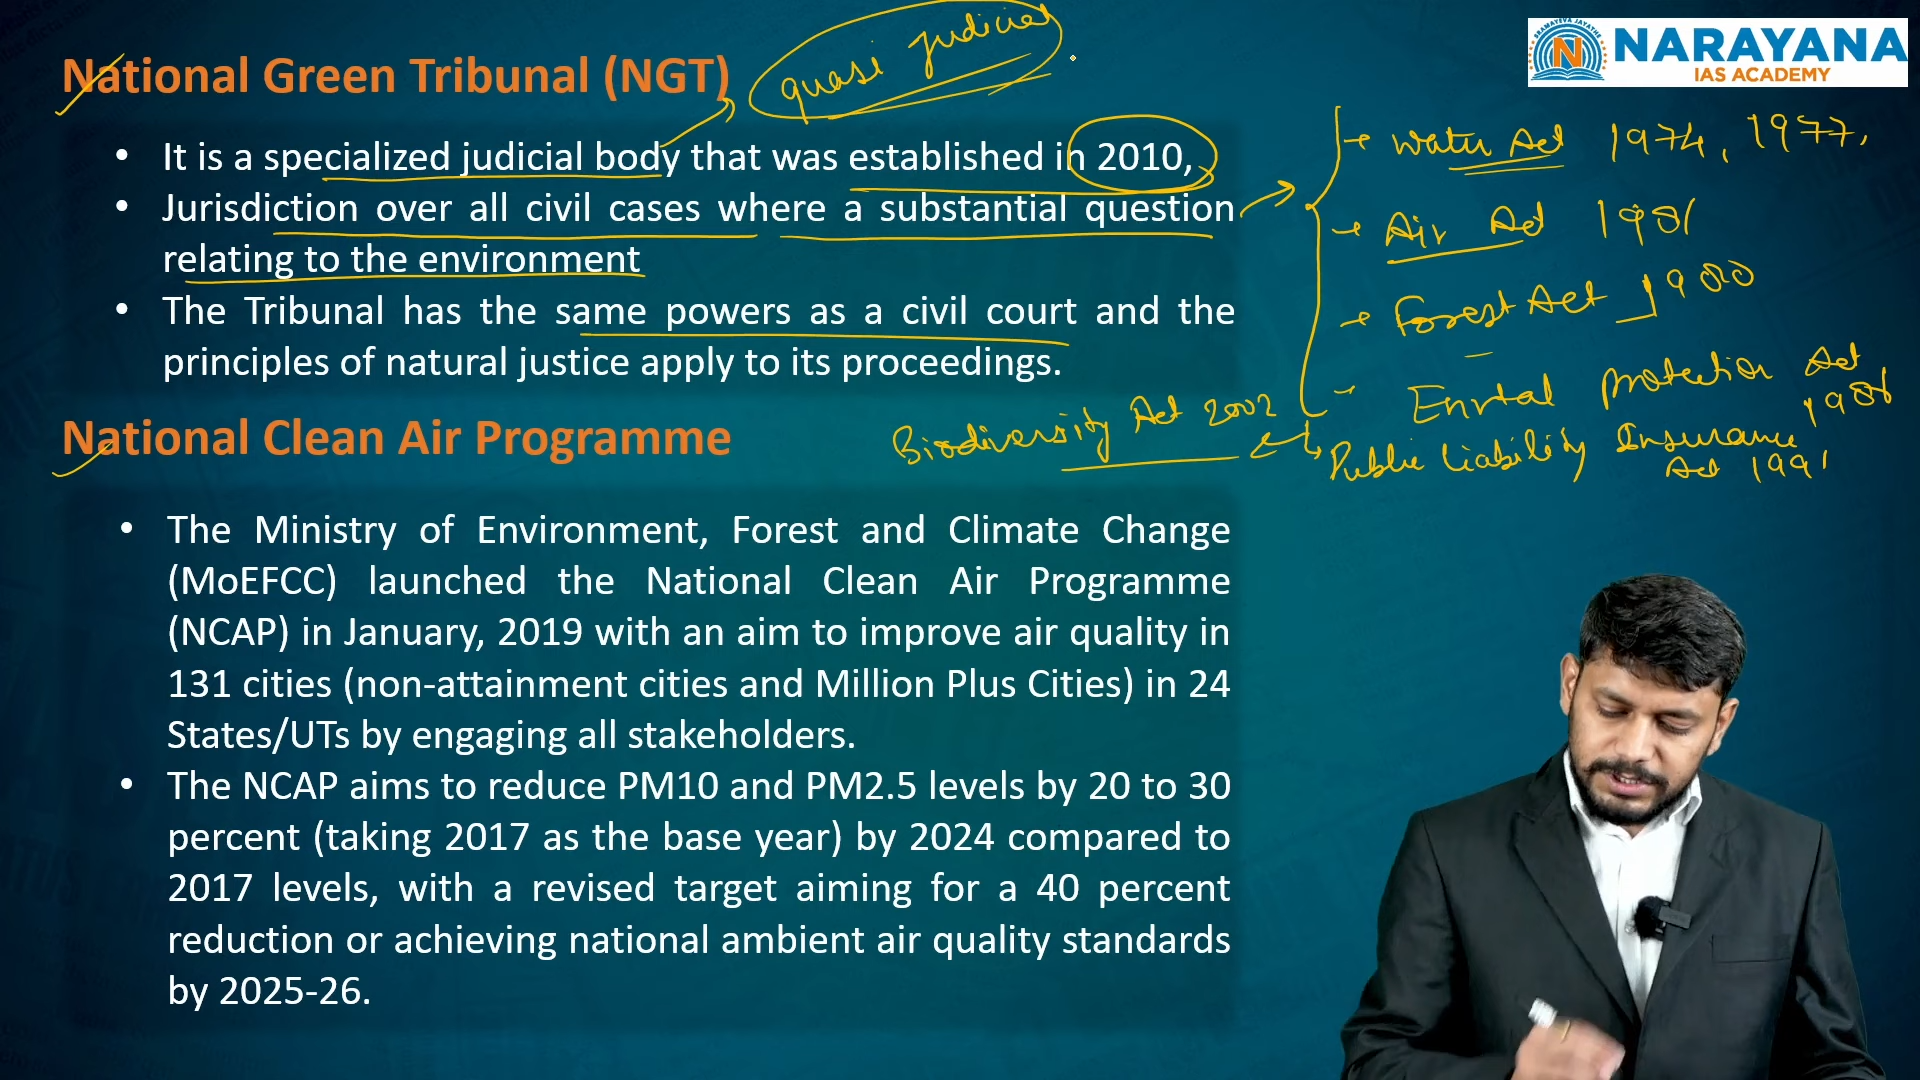 NARAYANA
IAS ACADEMY
National Green Tribunal (NGT)
quasi judicial
• It is a specialized judicial body that was established in 2010,
• Jurisdiction over all civil cases where a substantial question
relating to the environment
• The Tribunal has the same powers as a civil court and the
principles of natural justice apply to its proceedings.
→ Water Act 1974, 1977,
→ Air Act 1981
→ Forest Act 1980
Protection Act
1986
Public Liability Insurance
Act 1991
Biodiversity Act 2002
National Clean Air Programme
• The Ministry of Environment, Forest and Climate Change
(MoEFCC) launched the National Clean Air Programme
(NCAP) in January, 2019 with an aim to improve air quality in
131 cities (non-attainment cities and Million Plus Cities) in 24
States/UTs by engaging all stakeholders.
• The NCAP aims to reduce PM10 and PM2.5 levels by 20 to 30
percent (taking 2017 as the base year) by 2024 compared to
2017 levels, with a revised target aiming for a 40 percent
reduction or achieving national ambient air quality standards
by 2025-26.